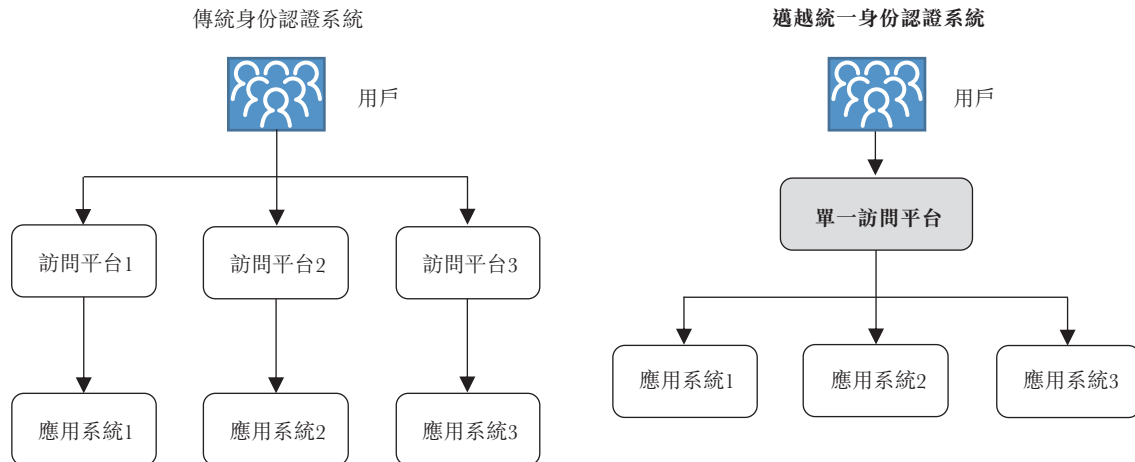 傳統身份認證系統
用戶
訪問平台1
訪問平台2
訪問平台3
應用系統1
應用系統2
應用系統3
邁越統一身份認證系統
用戶
單一訪問平台
應用系統1
應用系統2
應用系統3